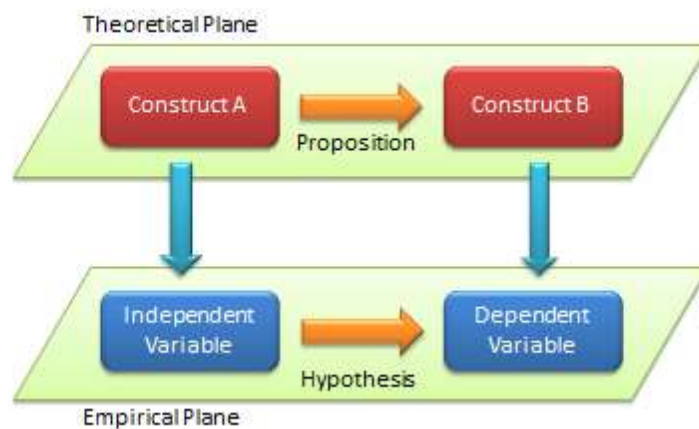 Theoretical Plane
Construct A
Construct B
Proposition
Independent
Variable
Dependent
Variable
Hypothesis
Empirical Plane